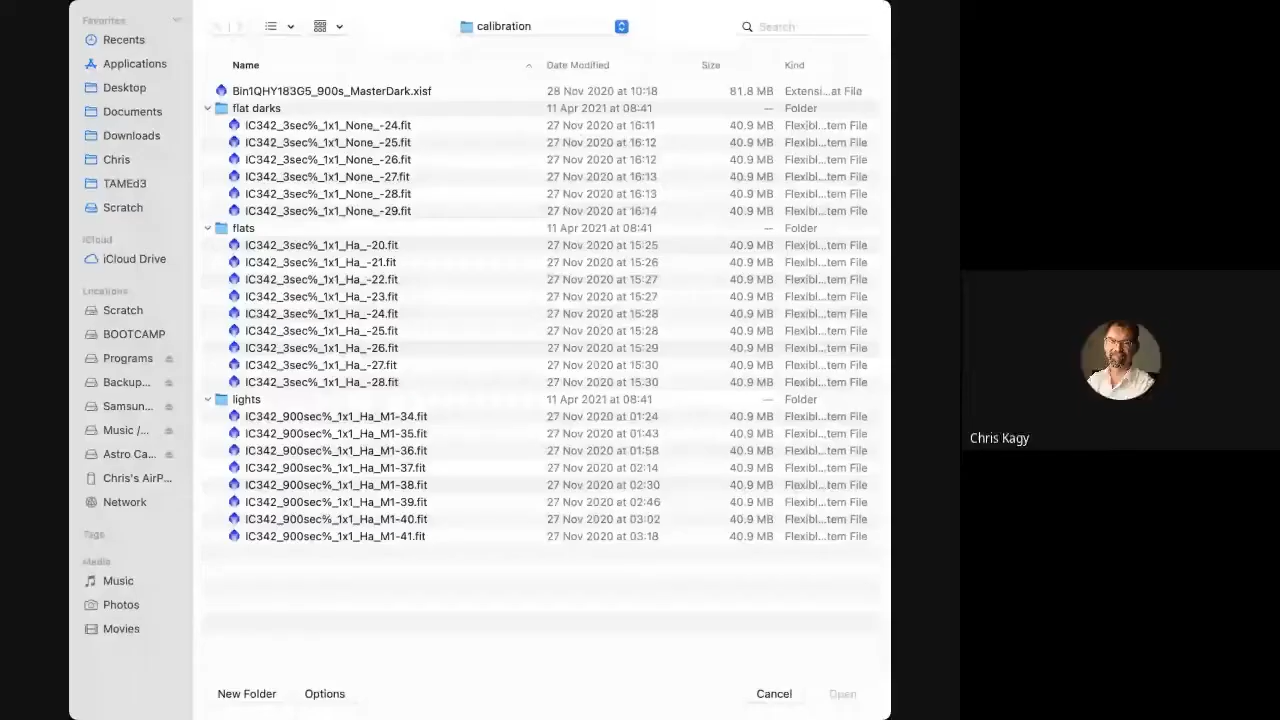 Favorites
Recents
Applications
Desktop
Documents
Downloads
Chris
TAMEd3
Scratch
iCloud
iCloud Drive
Locations
Scratch
BOOTCAMP
Programs
Backup...
Samsun...
Music /...
Astro Ca...
Chris's AirP...
Network
Tags
Media
Music
Photos
Movies
calibration
Search
Name Date Modified Size Kind
Bin1QHY183G5_900s_MasterDark.xisf 28 Nov 2020 at 10:18 81.8 MB Extensi...at File
flat darks 11 Apr 2021 at 08:41 -- Folder
IC342_3sec%_1x1_None_-24.fit 27 Nov 2020 at 16:11 40.9 MB Flexibl...tem File
IC342_3sec%_1x1_None_-25.fit 27 Nov 2020 at 16:12 40.9 MB Flexibl...tem File
IC342_3sec%_1x1_None_-26.fit 27 Nov 2020 at 16:12 40.9 MB Flexibl...tem File
IC342_3sec%_1x1_None_-27.fit 27 Nov 2020 at 16:13 40.9 MB Flexibl...tem File
IC342_3sec%_1x1_None_-28.fit 27 Nov 2020 at 16:13 40.9 MB Flexibl...tem File
IC342_3sec%_1x1_None_-29.fit 27 Nov 2020 at 16:14 40.9 MB Flexibl...tem File
flats 11 Apr 2021 at 08:41 -- Folder
IC342_3sec%_1x1_Ha_-20.fit 27 Nov 2020 at 15:25 40.9 MB Flexibl...tem File
IC342_3sec%_1x1_Ha_-21.fit 27 Nov 2020 at 15:26 40.9 MB Flexibl...tem File
IC342_3sec%_1x1_Ha_-22.fit 27 Nov 2020 at 15:27 40.9 MB Flexibl...tem File
IC342_3sec%_1x1_Ha_-23.fit 27 Nov 2020 at 15:27 40.9 MB Flexibl...tem File
IC342_3sec%_1x1_Ha_-24.fit 27 Nov 2020 at 15:28 40.9 MB Flexibl...tem File
IC342_3sec%_1x1_Ha_-25.fit 27 Nov 2020 at 15:28 40.9 MB Flexibl...tem File
IC342_3sec%_1x1_Ha_-26.fit 27 Nov 2020 at 15:29 40.9 MB Flexibl...tem File
IC342_3sec%_1x1_Ha_-27.fit 27 Nov 2020 at 15:30 40.9 MB Flexibl...tem File
IC342_3sec%_1x1_Ha_-28.fit 27 Nov 2020 at 15:30 40.9 MB Flexibl...tem File
lights 11 Apr 2021 at 08:41 -- Folder
IC342_900sec%_1x1_Ha_M1-34.fit 27 Nov 2020 at 01:24 40.9 MB Flexibl...tem File
IC342_900sec%_1x1_Ha_M1-35.fit 27 Nov 2020 at 01:43 40.9 MB Flexibl...tem File
IC342_900sec%_1x1_Ha_M1-36.fit 27 Nov 2020 at 01:58 40.9 MB Flexibl...tem File
IC342_900sec%_1x1_Ha_M1-37.fit 27 Nov 2020 at 02:14 40.9 MB Flexibl...tem File
IC342_900sec%_1x1_Ha_M1-38.fit 27 Nov 2020 at 02:30 40.9 MB Flexibl...tem File
IC342_900sec%_1x1_Ha_M1-39.fit 27 Nov 2020 at 02:46 40.9 MB Flexibl...tem File
IC342_900sec%_1x1_Ha_M1-40.fit 27 Nov 2020 at 03:02 40.9 MB Flexibl...tem File
IC342_900sec%_1x1_Ha_M1-41.fit 27 Nov 2020 at 03:18 40.9 MB Flexibl...tem File
New Folder Options Cancel Open
Chris Kagy